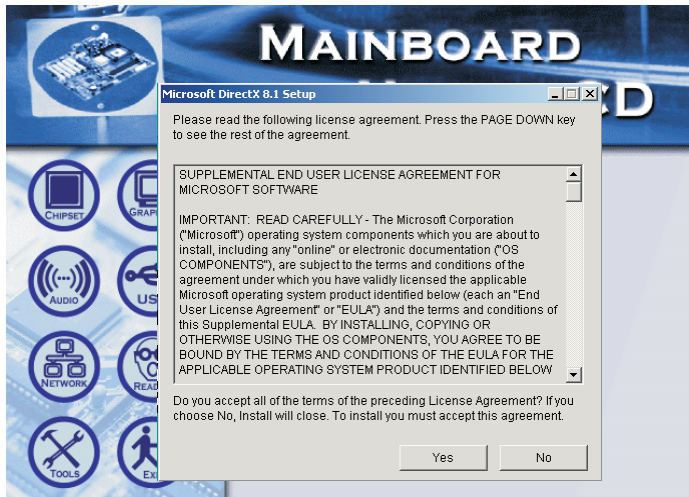 MAINBOARD
CD
Microsoft DirectX 8.1 Setup
Please read the following license agreement. Press the PAGE DOWN key
to see the rest of the agreement.
SUPPLEMENTAL END USER LICENSE AGREEMENT FOR
MICROSOFT SOFTWARE
IMPORTANT: READ CAREFULLY - The Microsoft Corporation
("Microsoft") operating system components which you are about to
install, including any "online" or electronic documentation ("OS
COMPONENTS"), are subject to the terms and conditions of the
agreement under which you have validly licensed the applicable
Microsoft operating system product identified below (each an "End
User License Agreement" or "EULA") and the terms and conditions of
this Supplemental EULA. BY INSTALLING, COPYING OR
OTHERWISE USING THE OS COMPONENTS, YOU AGREE TO BE
BOUND BY THE TERMS AND CONDITIONS OF THE EULA FOR THE
APPLICABLE OPERATING SYSTEM PRODUCT IDENTIFIED BELOW
Do you accept all of the terms of the preceding License Agreement? If you
choose No, Install will close. To install you must accept this agreement.
Yes No
CHIPSET
GRAP
AUDIO
US
NETWORK
READ
TOOLS
EX